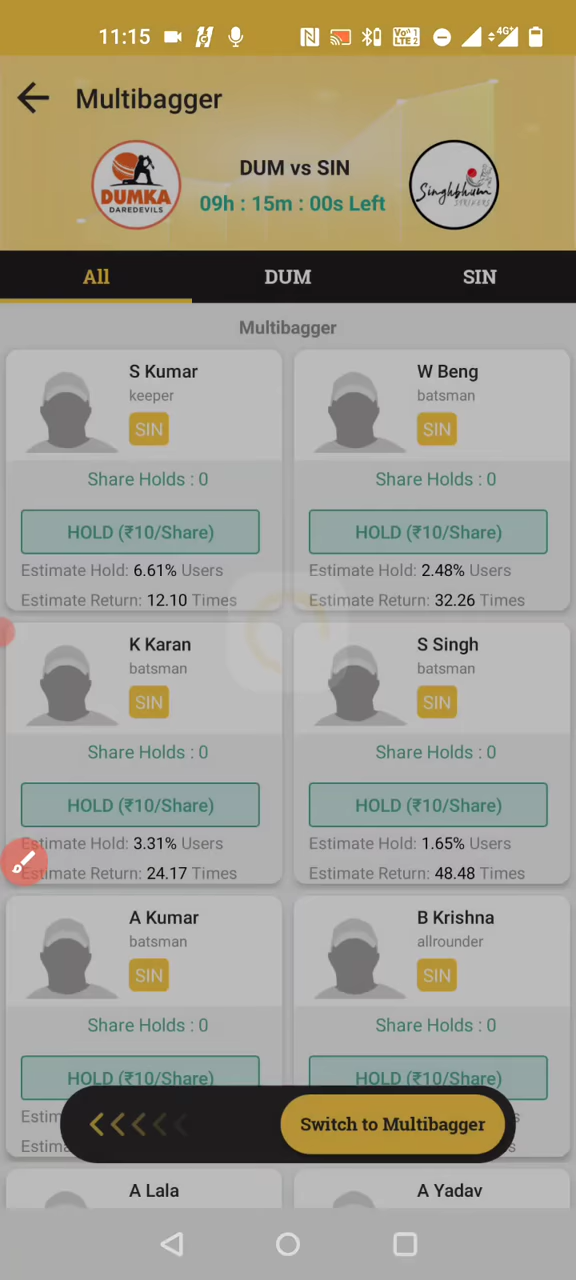 11:15
Vo 1
LTE 2
4G+
Multibagger
DUMKA
DAREDEVILS
DUM vs SIN
09h : 15m : 00s Left
Singhbhum
STRIKERS
All
DUM
SIN
Multibagger
S Kumar
keeper
SIN
Share Holds : 0
HOLD (₹10/Share)
Estimate Hold: 6.61% Users
Estimate Return: 12.10 Times
W Beng
batsman
SIN
Share Holds : 0
HOLD (₹10/Share)
Estimate Hold: 2.48% Users
Estimate Return: 32.26 Times
K Karan
batsman
SIN
Share Holds : 0
HOLD (₹10/Share)
Estimate Hold: 3.31% Users
Estimate Return: 24.17 Times
S Singh
batsman
SIN
Share Holds : 0
HOLD (₹10/Share)
Estimate Hold: 1.65% Users
Estimate Return: 48.48 Times
A Kumar
batsman
SIN
Share Holds : 0
HOLD (₹10/Share)
B Krishna
allrounder
SIN
Share Holds : 0
HOLD (₹10/Share)
Switch to Multibagger
A Lala
A Yadav